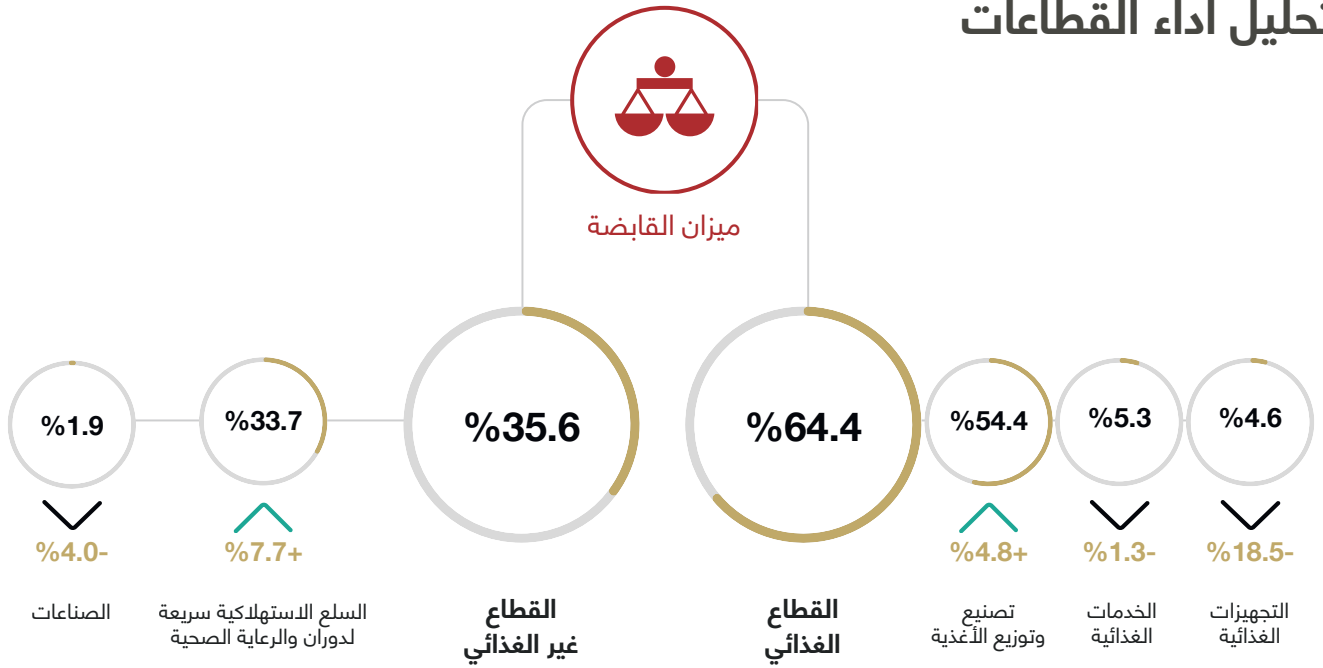 تحليل أداء القطاعات
ميزان القابضة
%4.6
%5.3
%54.4
%64.4
%35.6
%33.7
%1.9
%18.5-
%1.3-
%4.8+
%7.7+
%4.0-
التجهيزات
الغذائية
الخدمات
الغذائية
تصنيع
وتوزيع الأغذية
القطاع
الغذائي
القطاع
غير الغذائي
السلع الاستهلاكية سريعة
لدوران والرعاية الصحية
الصناعات